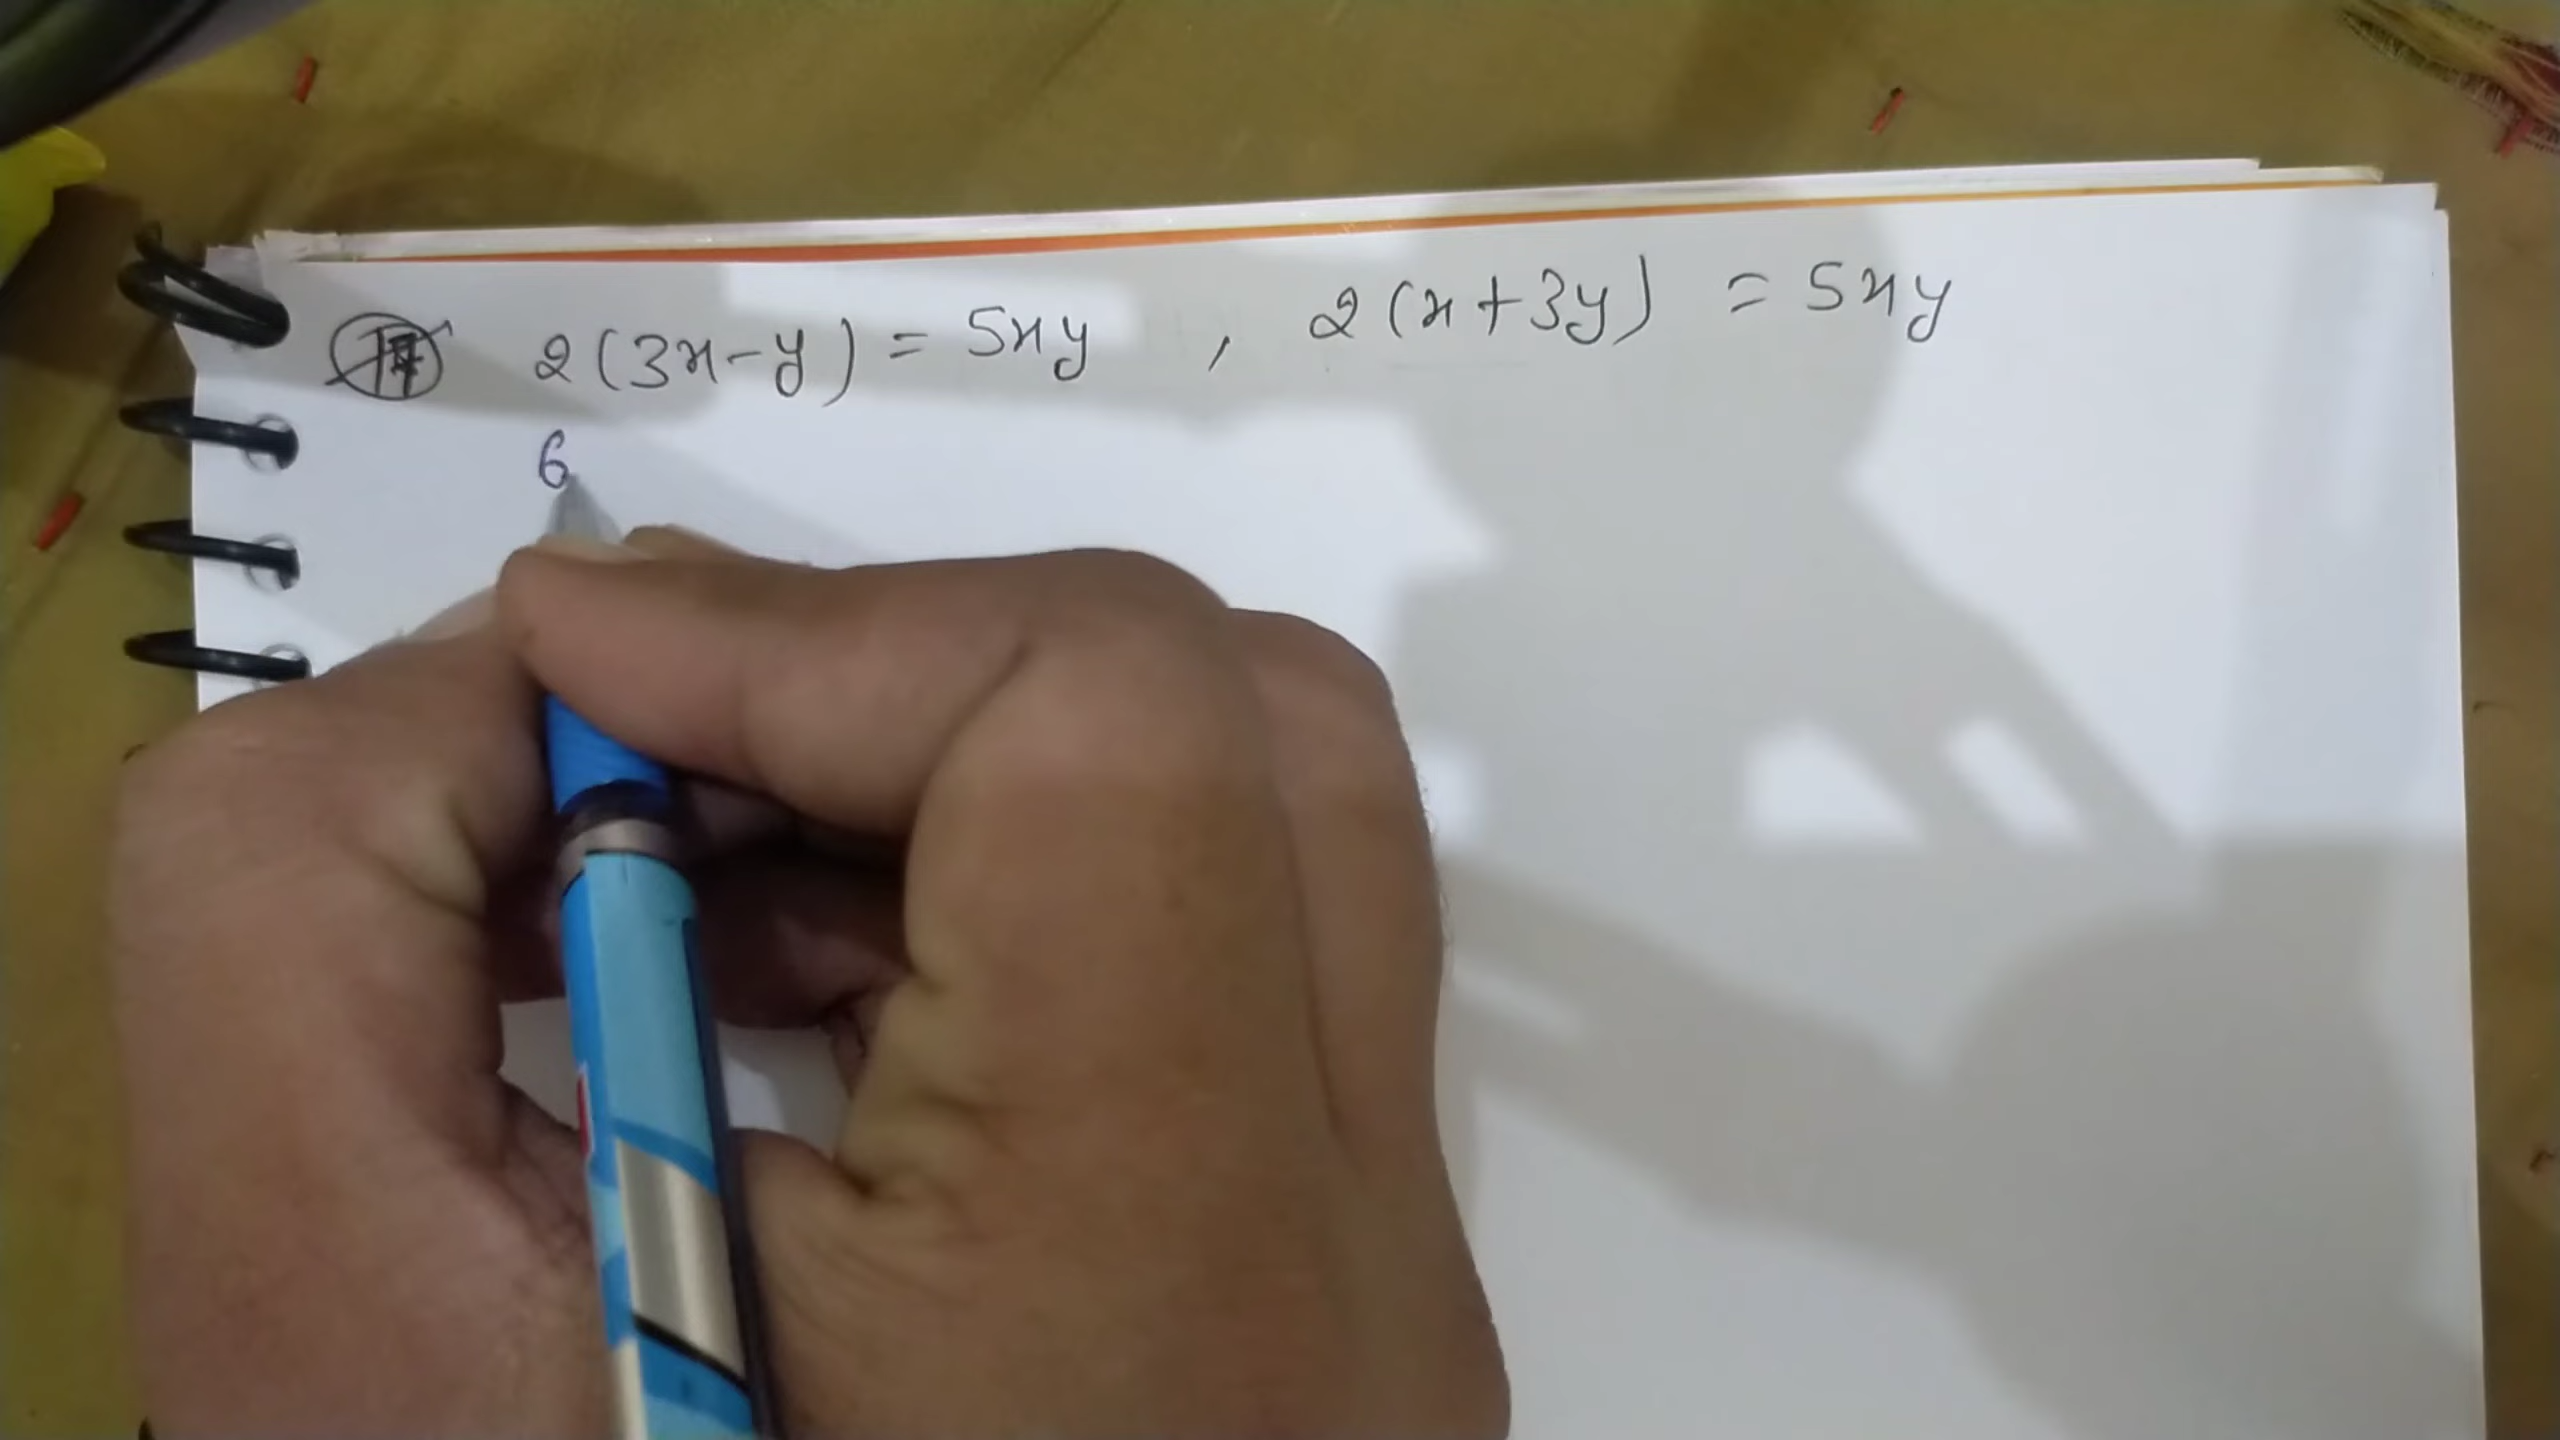 2(3x-y) = 5xy , 2(x+3y) = 5xy
6